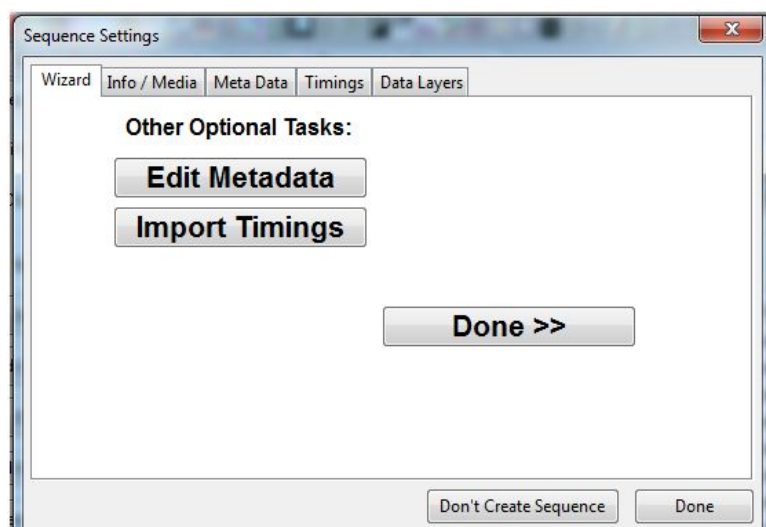 Sequence Settings
Wizard Info / Media Meta Data Timings Data Layers
Other Optional Tasks:
Edit Metadata
Import Timings
Done >>
Don't Create Sequence Done